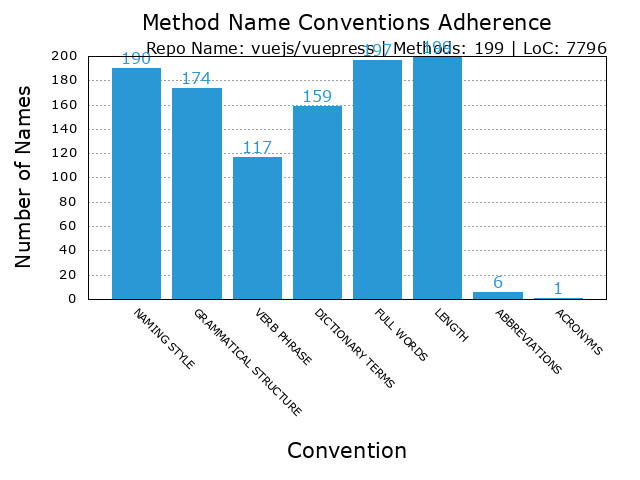 Method Name Conventions Adherence
Repo Name: vuejs/vuepress | Methods: 199 | LoC: 7796
Number of Names
200
180
160
140
120
100
80
60
40
20
0
190
174
117
159
197
199
6
1
NAMING STYLE
GRAMMATICAL STRUCTURE
VERB PHRASE
DICTIONARY TERMS
FULL WORDS
LENGTH
ABBREVIATIONS
ACRONYMS
Convention